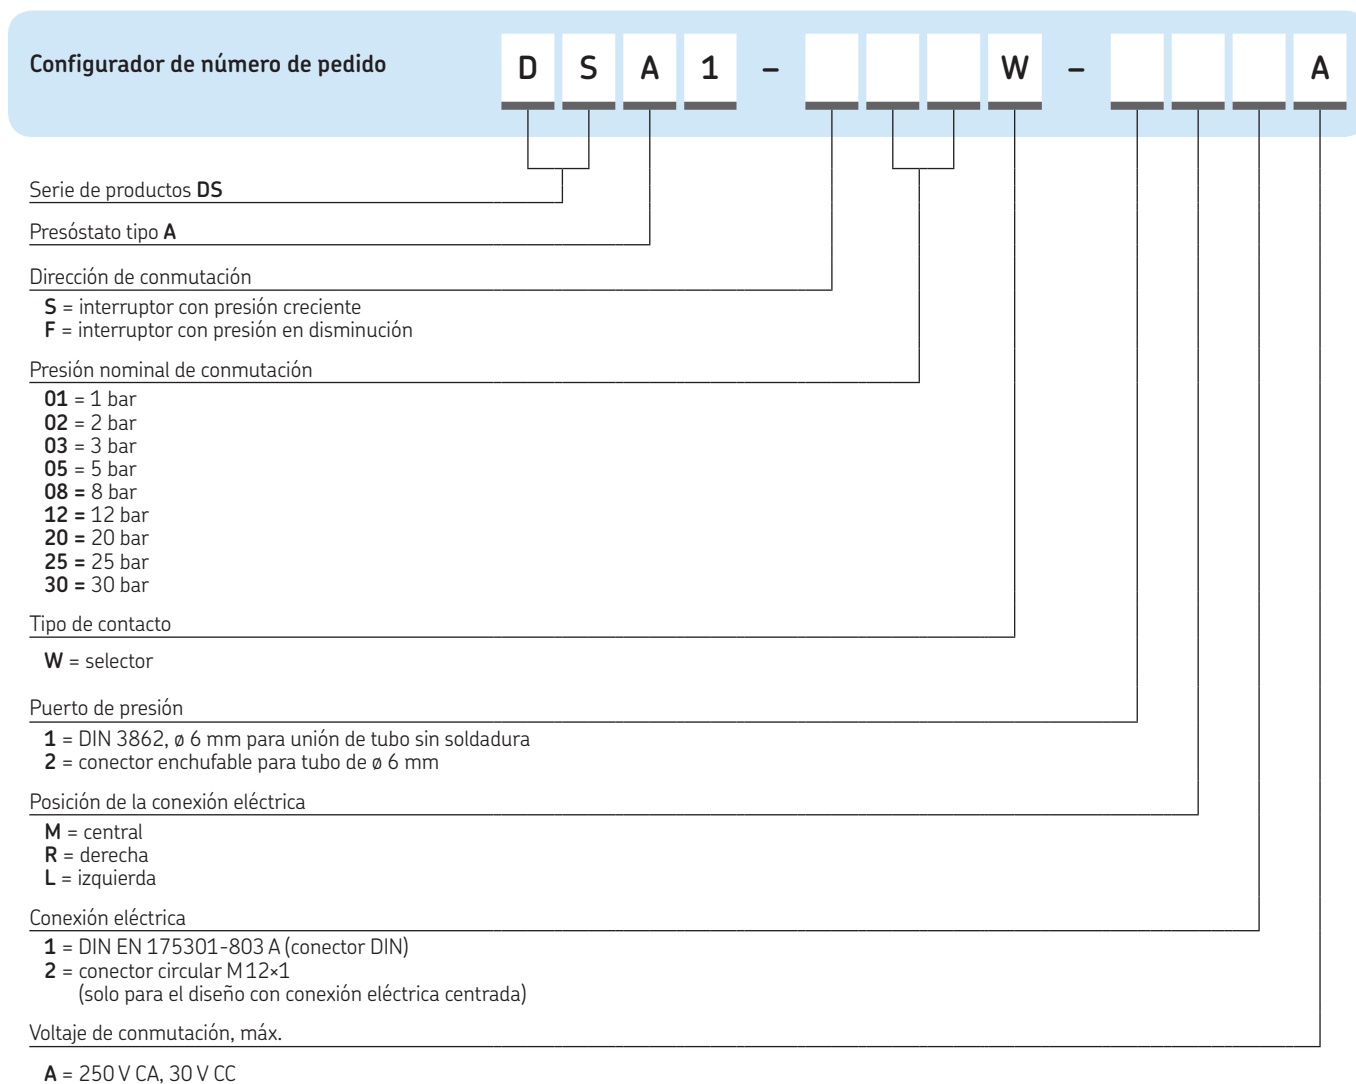 Configurador de número de pedido D S A 1 – W – A
Serie de productos DS
Presóstato tipo A
Dirección de conmutación
S = interruptor con presión creciente
F = interruptor con presión en disminución
Presión nominal de conmutación
01 = 1 bar
02 = 2 bar
03 = 3 bar
05 = 5 bar
08 = 8 bar
12 = 12 bar
20 = 20 bar
25 = 25 bar
30 = 30 bar
Tipo de contacto
W = selector
Puerto de presión
1 = DIN 3862, ø 6 mm para unión de tubo sin soldadura
2 = conector enchufable para tubo de ø 6 mm
Posición de la conexión eléctrica
M = central
R = derecha
L = izquierda
Conexión eléctrica
1 = DIN EN 175301-803 A (conector DIN)
2 = conector circular M12×1
(solo para el diseño con conexión eléctrica centrada)
Voltaje de conmutación, máx.
A = 250 V CA, 30 V CC